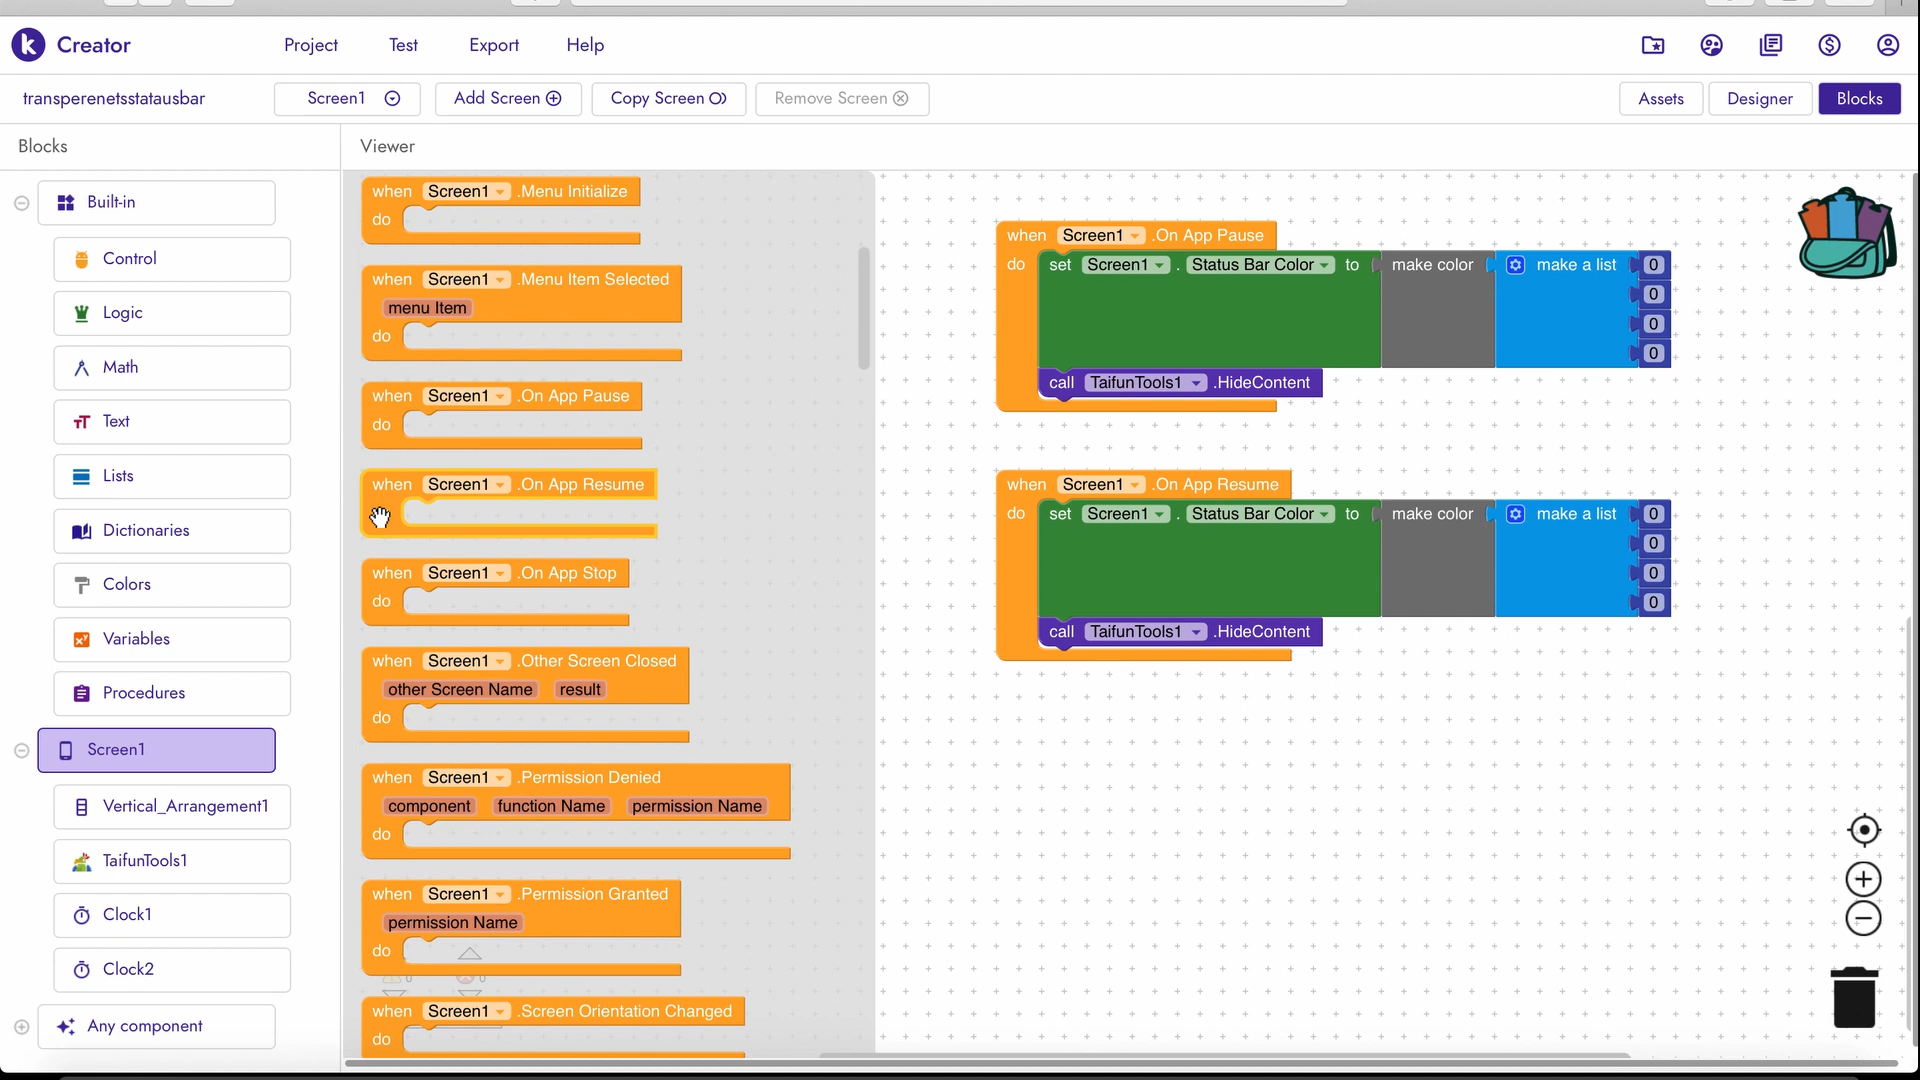 k Creator Project Test Export Help
transperenetsstatausbar Screen1 Add Screen Copy Screen Remove Screen Assets Designer Blocks
Blocks Viewer
Built-in
Control
Logic
Math
Text
Lists
Dictionaries
Colors
Variables
Procedures
Screen1
Vertical_Arrangement1
TaifunTools1
Clock1
Clock2
Any component
when Screen1 .Menu Initialize
do
when Screen1 .Menu Item Selected
menu Item
do
when Screen1 .On App Pause
do
when Screen1 .On App Resume
when Screen1 .On App Stop
do
when Screen1 .Other Screen Closed
other Screen Name result
do
when Screen1 .Permission Denied
component function Name permission Name
do
when Screen1 .Permission Granted
permission Name
do
when Screen1 .Screen Orientation Changed
do
when Screen1 .On App Pause
do set Screen1 . Status Bar Color to make color make a list 0
0
0
0
call TaifunTools1 .HideContent
when Screen1 .On App Resume
do set Screen1 . Status Bar Color to make color make a list 0
0
0
0
call TaifunTools1 .HideContent